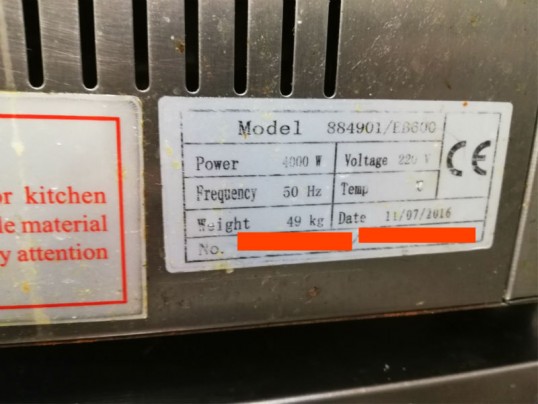 or kitchen
le material
y attention
Model 884901/EB600
Power 4000 W Voltage 220 V
Frequency 50 Hz Temp
Weight 49 kg Date 11/07/2016
No.
CE